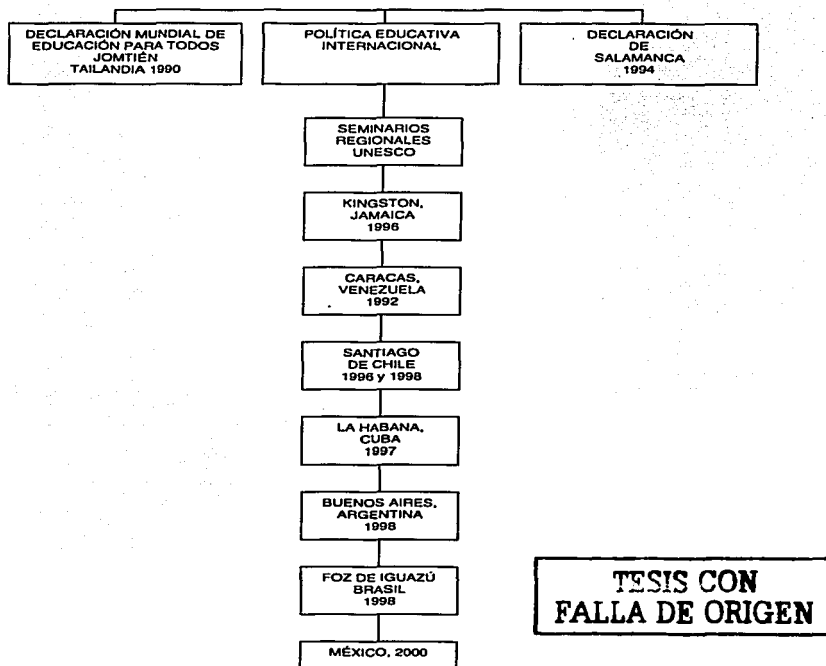 DECLARACIÓN MUNDIAL DE
EDUCACIÓN PARA TODOS
JOMTIÉN
TAILANDIA 1990
POLÍTICA EDUCATIVA
INTERNACIONAL
DECLARACIÓN
DE
SALAMANCA
1994
SEMINARIOS
REGIONALES
UNESCO
KINGSTON,
JAMAICA
1996
CARACAS,
VENEZUELA
1992
SANTIAGO
DE CHILE
1996 y 1998
LA HABANA,
CUBA
1997
BUENOS AIRES,
ARGENTINA
1998
FOZ DE IGUAZÚ
BRASIL
1998
MÉXICO, 2000
TESIS CON
FALLA DE ORIGEN